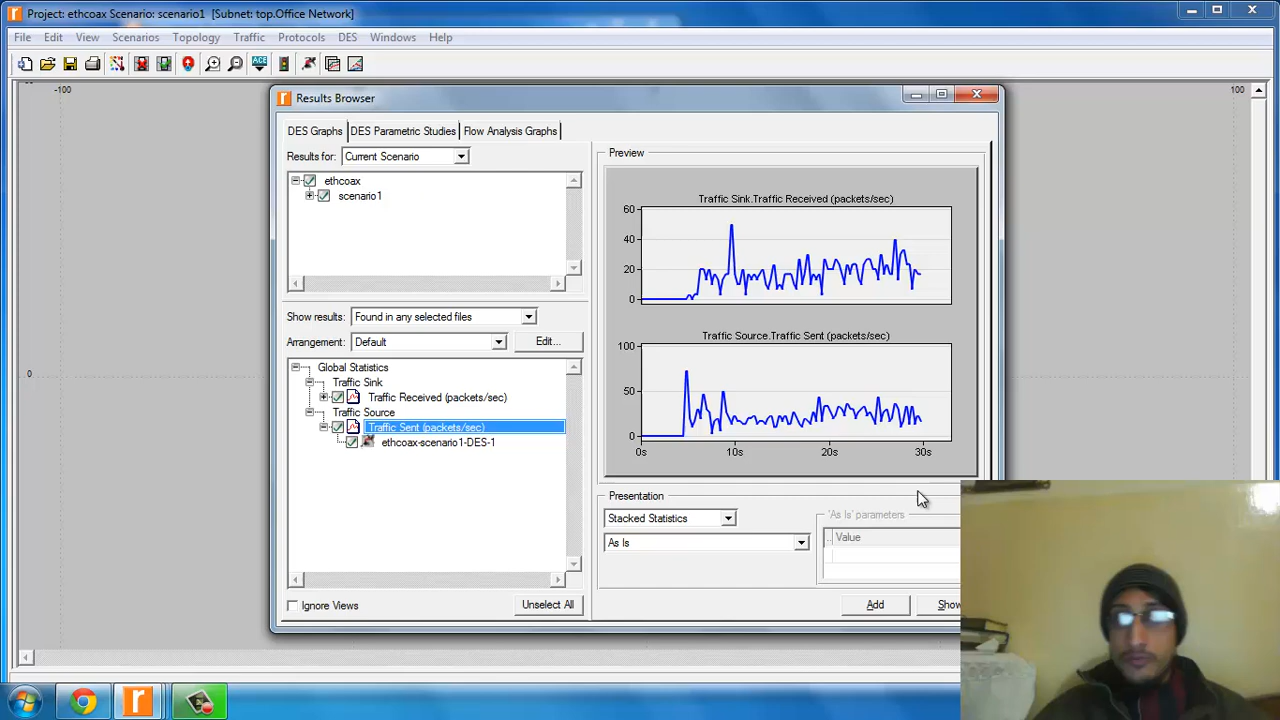 Project: ethcoax Scenario: scenario1 [Subnet: top.Office Network]
File Edit View Scenarios Topology Traffic Protocols DES Windows Help
-100
100
0
Results Browser
DES Graphs DES Parametric Studies Flow Analysis Graphs
Results for: Current Scenario
ethcoax
scenario1
Show results: Found in any selected files
Arrangement: Default Edit...
Global Statistics
Traffic Sink
Traffic Received (packets/sec)
Traffic Source
Traffic Sent (packets/sec)
ethcoax-scenario1-DES-1
Ignore Views Unselect All
Preview
Traffic Sink.Traffic Received (packets/sec)
60
40
20
0
Traffic Source.Traffic Sent (packets/sec)
100
50
0
0s 10s 20s 30s
Presentation
Stacked Statistics
As Is
'As Is' parameters
Value
Add Show